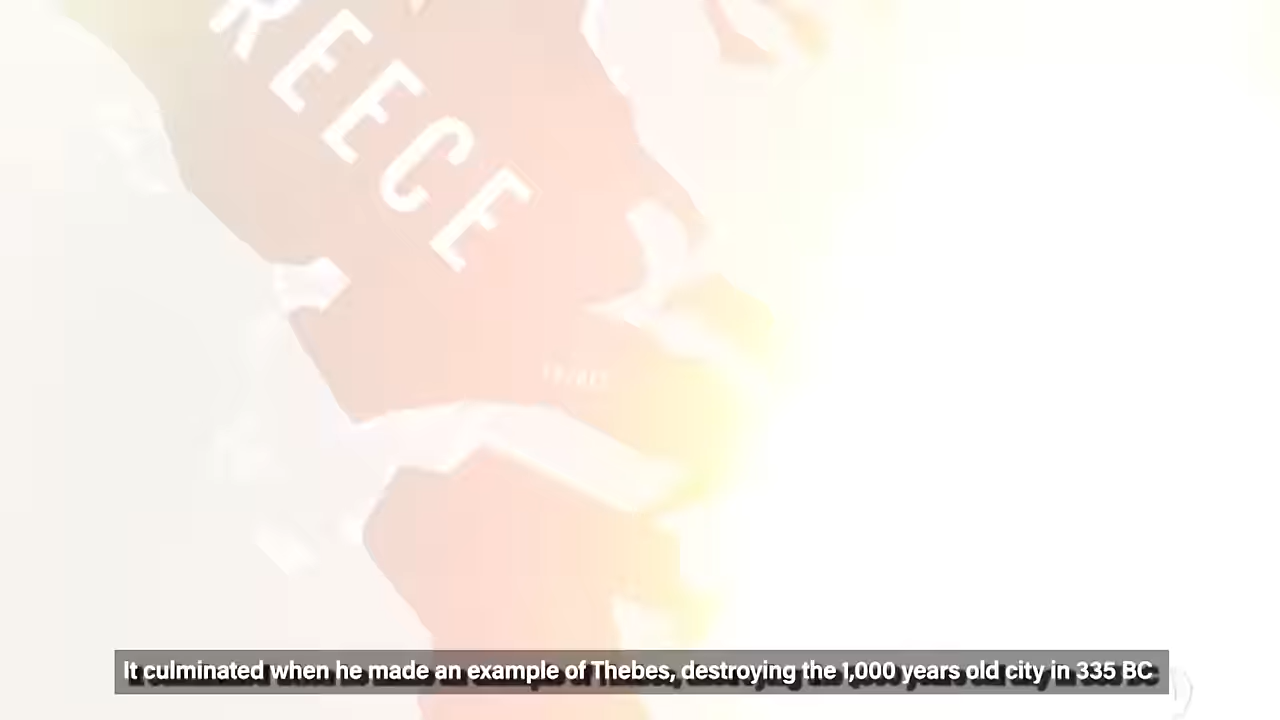 REECE
It culminated when he made an example of Thebes, destroying the 1,000 years old city in 335 BC